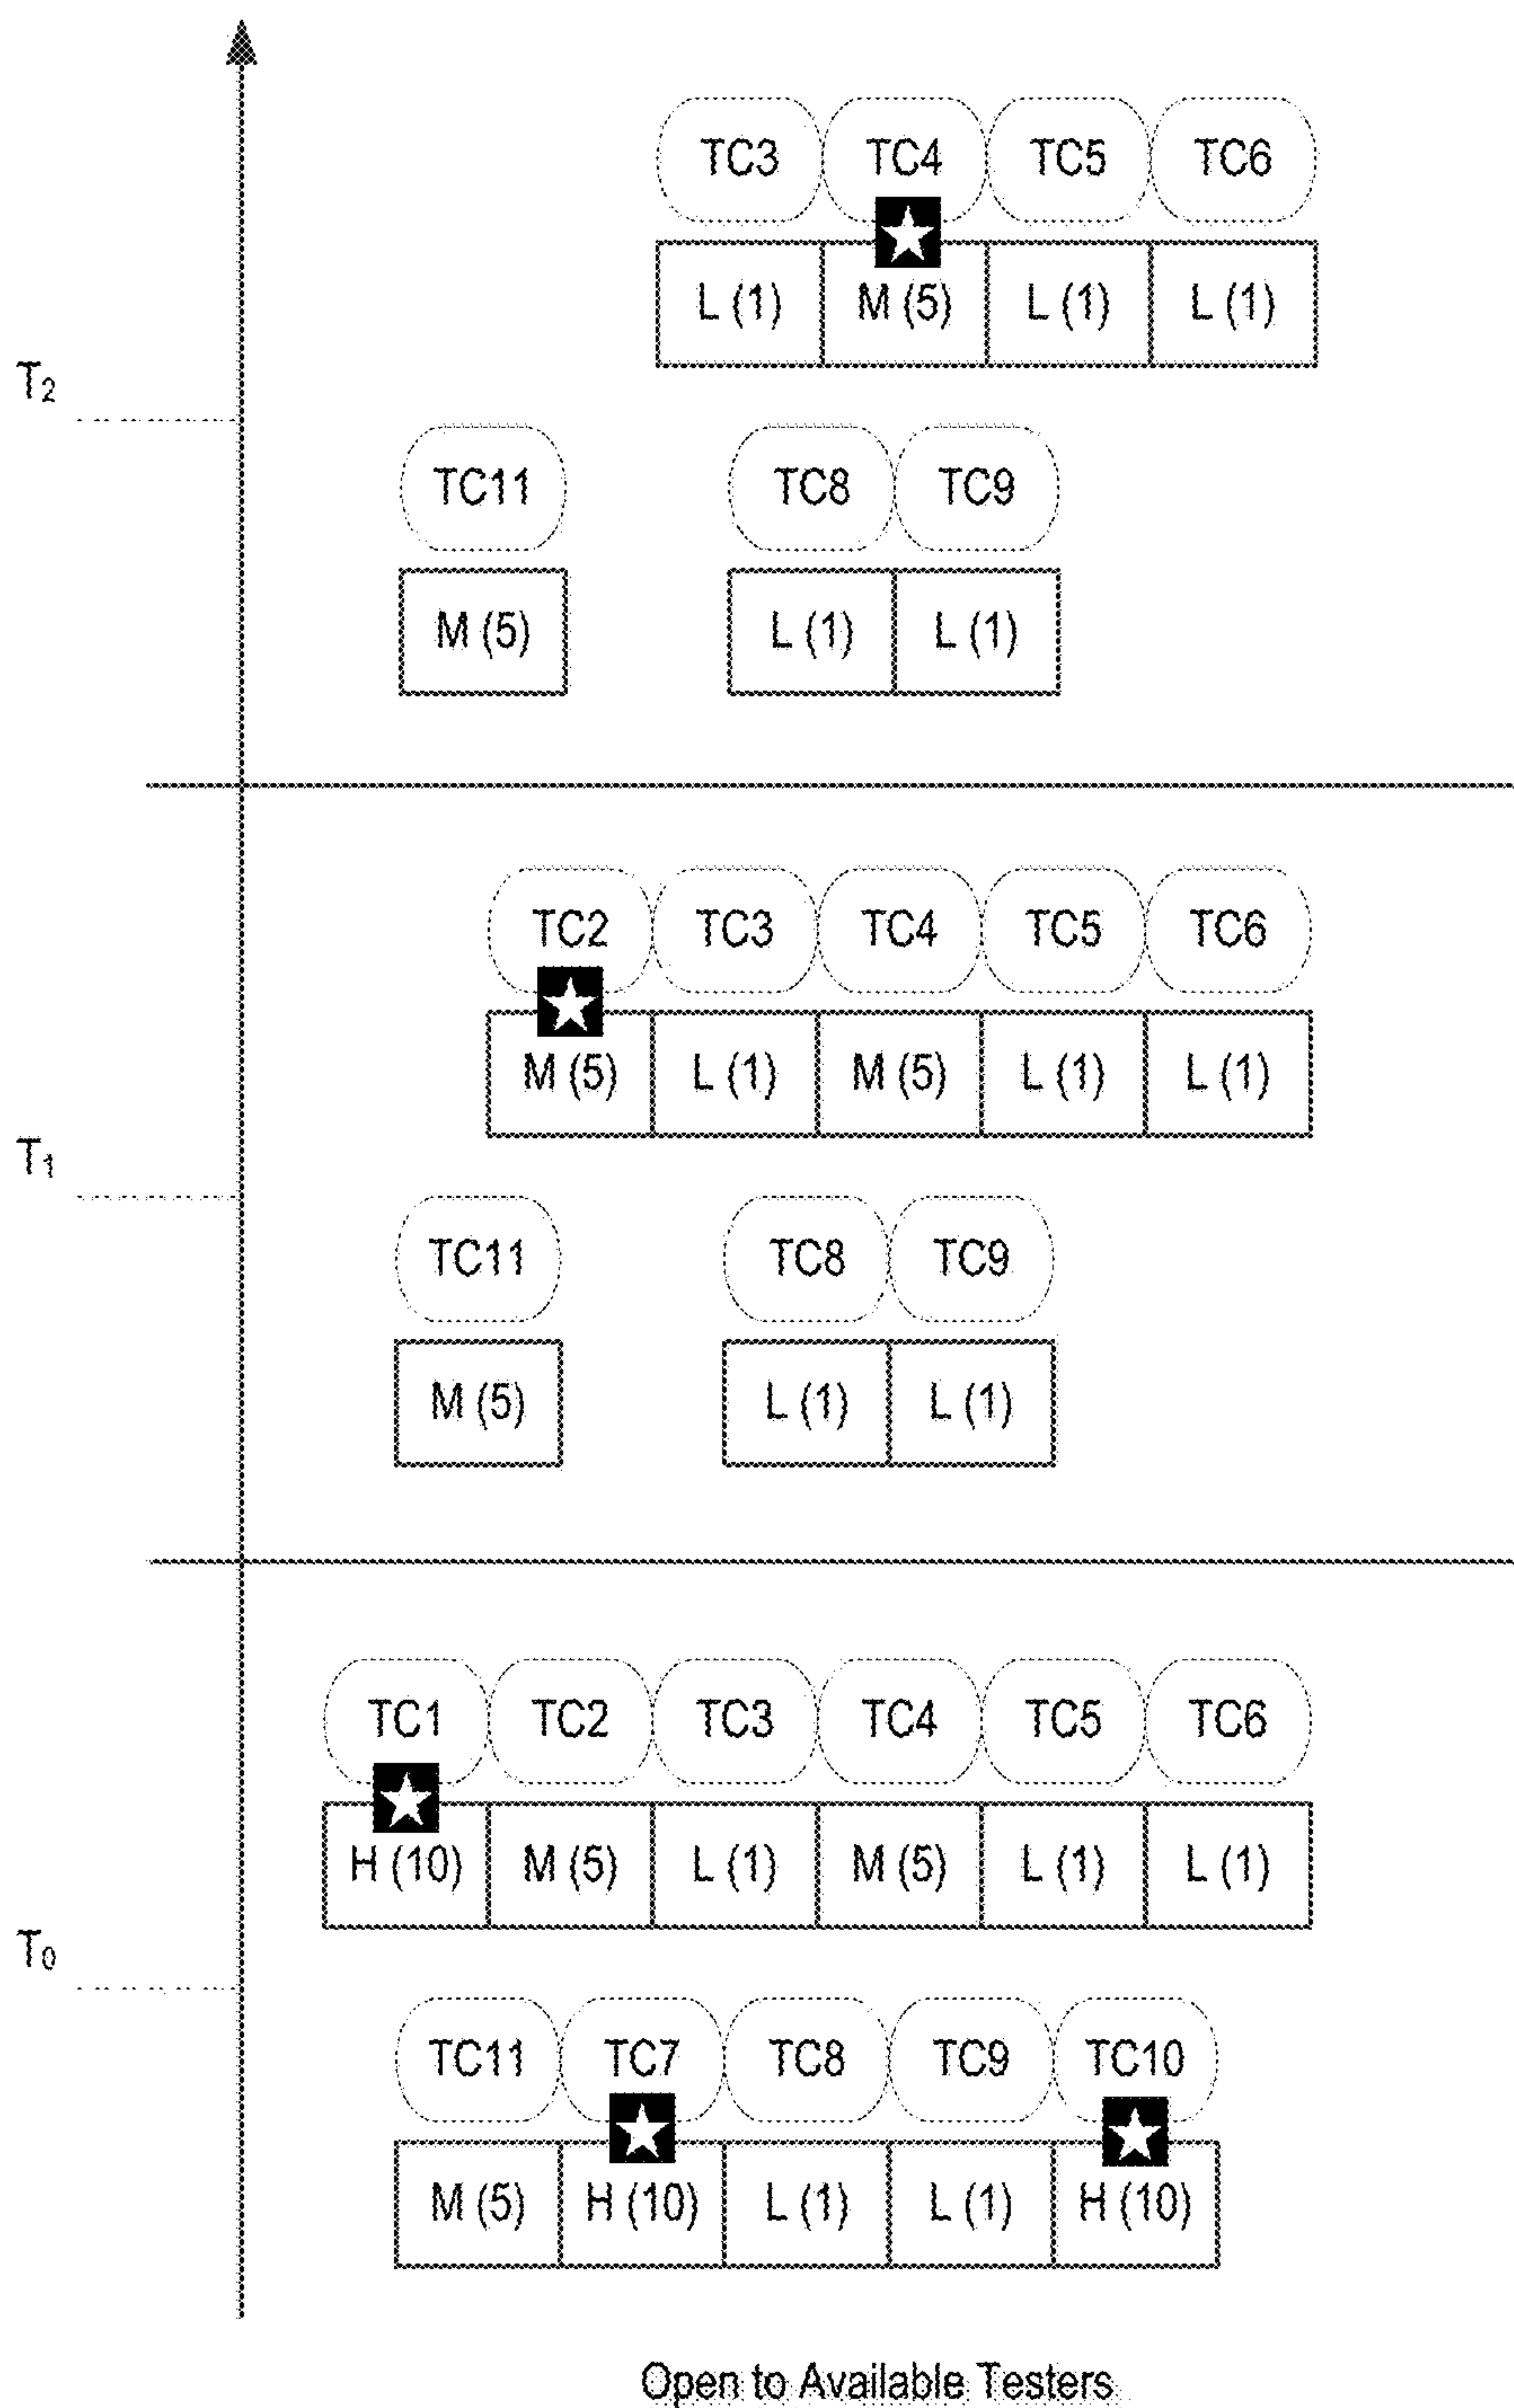 TC3 TC4 TC5 TC6
L (1) M (5) L (1) L (1)
T2
TC11 TC8 TC9
M (5) L (1) L (1)
TC2 TC3 TC4 TC5 TC6
M (5) L (1) M (5) L (1) L (1)
T1
TC11 TC8 TC9
M (5) L (1) L (1)
TC1 TC2 TC3 TC4 TC5 TC6
H (10) M (5) L (1) M (5) L (1) L (1)
T0
TC11 TC7 TC8 TC9 TC10
M (5) H (10) L (1) L (1) H (10)
Open to Available Testers